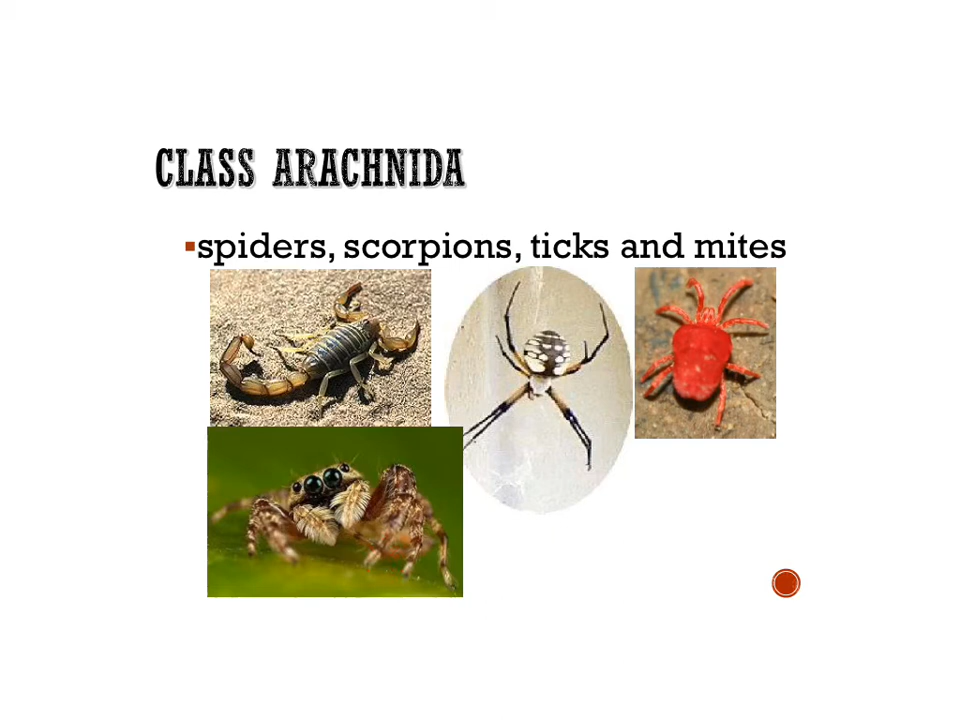 CLASS ARACHNIDA
▪spiders, scorpions, ticks and mites